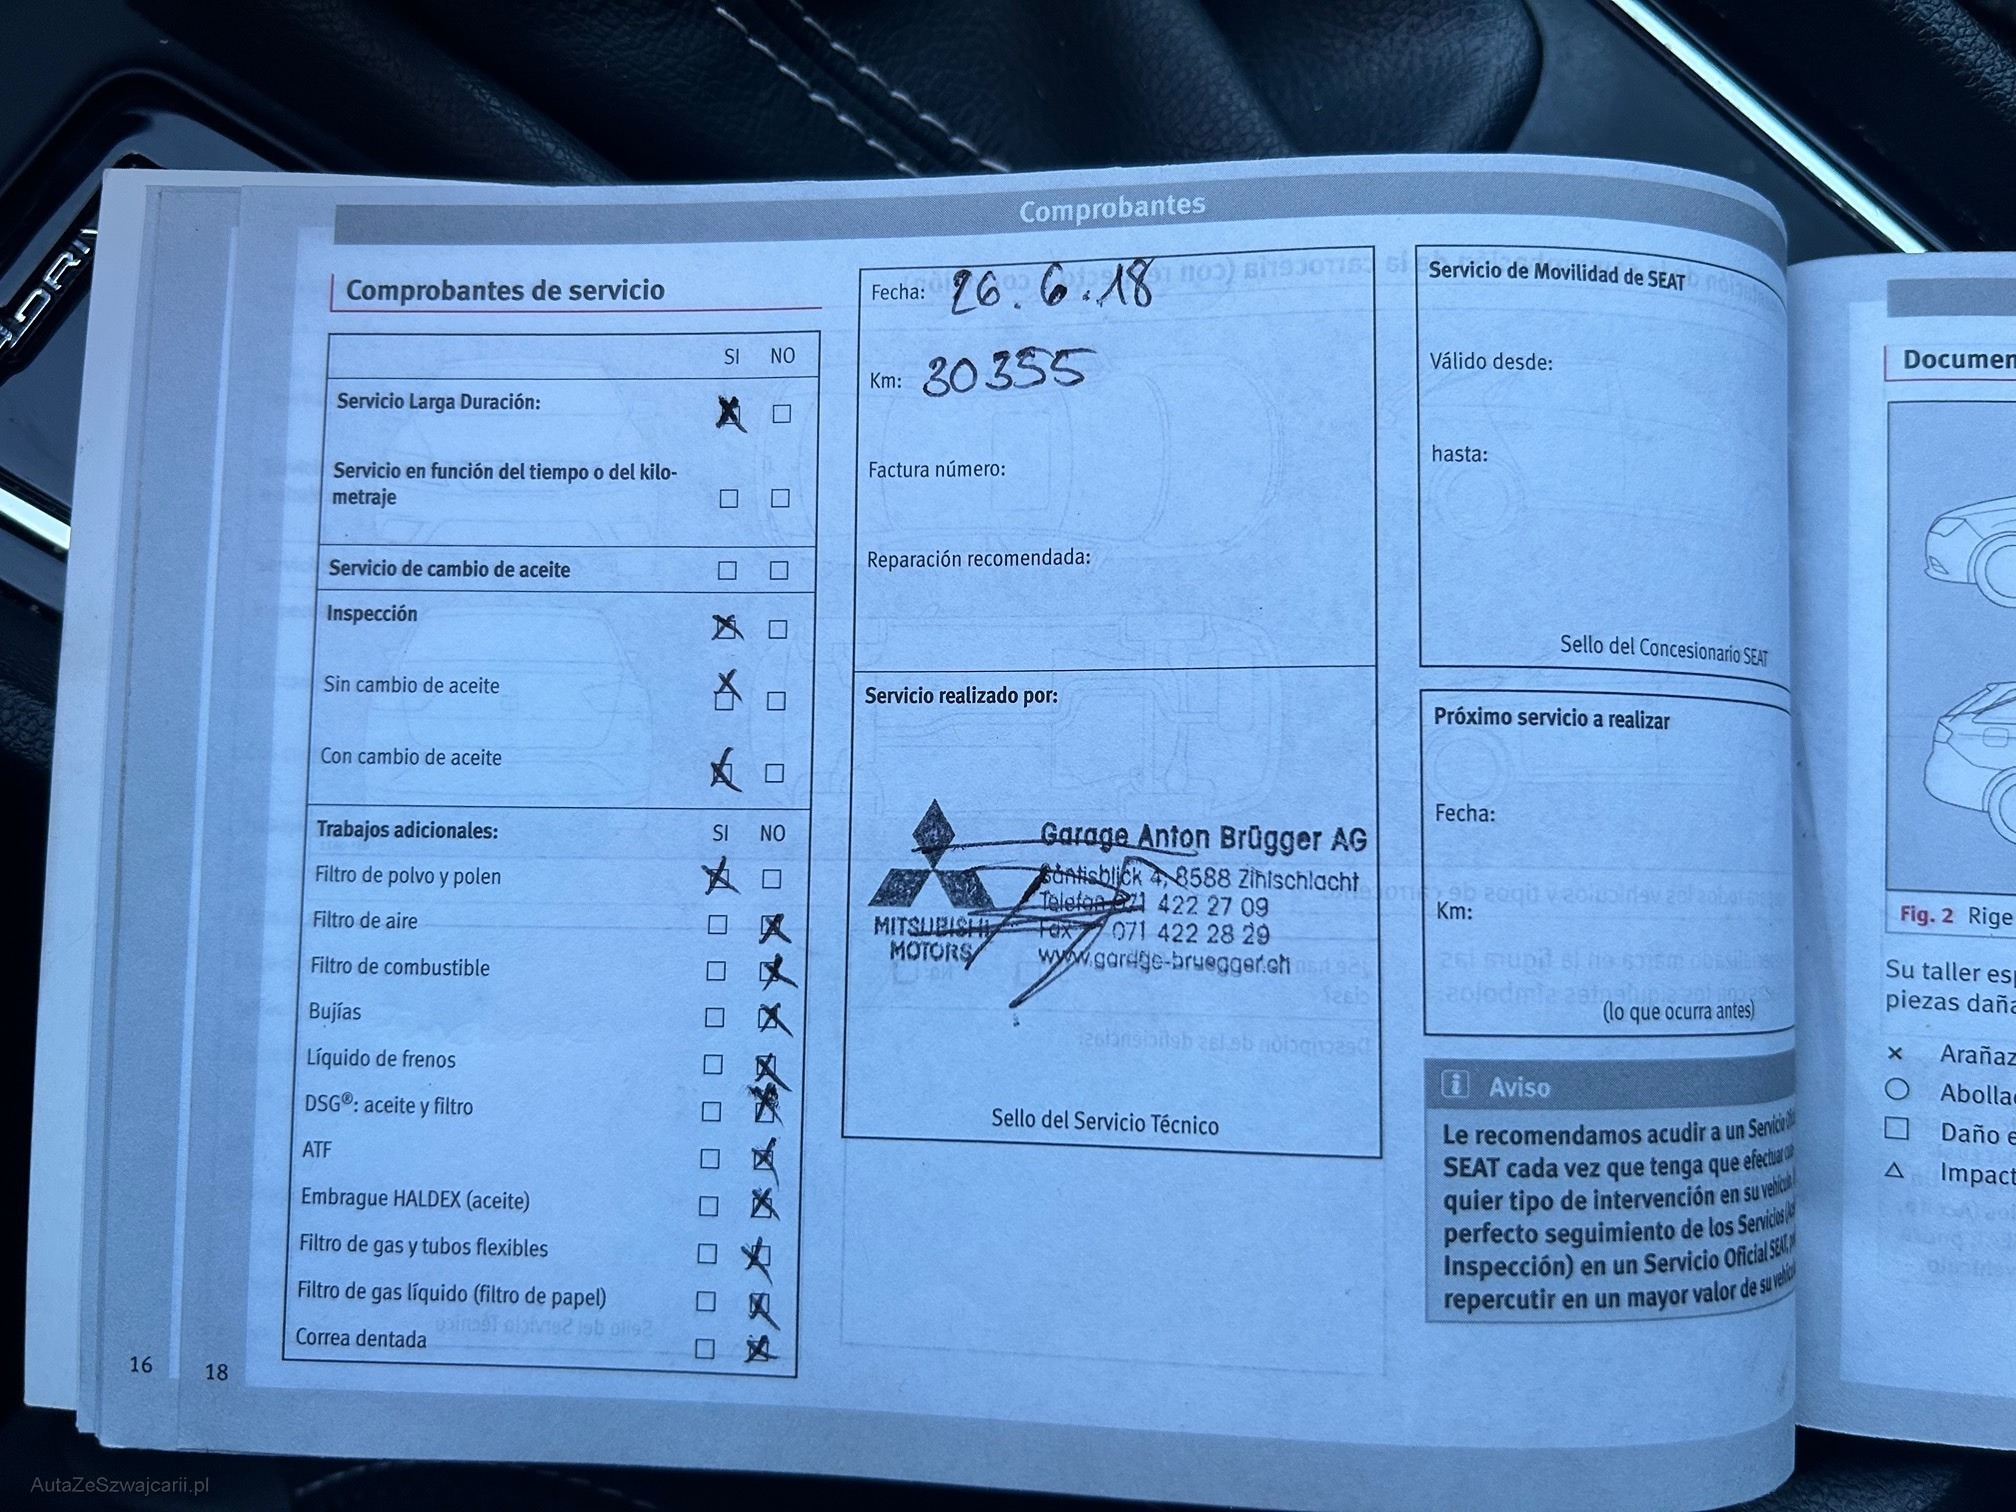 Comprobantes
Comprobantes de servicio
SI NO
Servicio Larga Duración:
Servicio en función del tiempo o del kilo-
metraje
Servicio de cambio de aceite
Inspección
Sin cambio de aceite
Con cambio de aceite
Trabajos adicionales: SI NO
Filtro de polvo y polen
Filtro de aire
Filtro de combustible
Bujías
Líquido de frenos
DSG®: aceite y filtro
ATF
Embrague HALDEX (aceite)
Filtro de gas y tubos flexibles
Filtro de gas líquido (filtro de papel)
Correa dentada
16
18
Fecha: 26.6.18
Km: 30355
Factura número:
Reparación recomendada:
Servicio realizado por:
MITSUBISHI
MOTORS
Garage Anton Brügger AG
Säntisblick 4, 8588 Zihlschlacht
Telefon 071 422 27 09
Fax 071 422 28 29
www.garage-bruegger.ch
Sello del Servicio Técnico
Servicio de Movilidad de SEAT
Válido desde:
hasta:
Sello del Concesionario SEAT
Próximo servicio a realizar
Fecha:
Km:
(lo que ocurra antes)
i Aviso
Le recomendamos acudir a un Servicio
SEAT cada vez que tenga que efectuar
quier tipo de intervención en su vehículo
perfecto seguimiento de los Servicios
Inspección) en un Servicio Oficial SEAT,
repercutir en un mayor valor de su
Documen
Fig. 2 Rige
Su taller esp
piezas daña
Arañaz
Abolla
Daño e
Impact
AutaZeSzwajcarii.pl